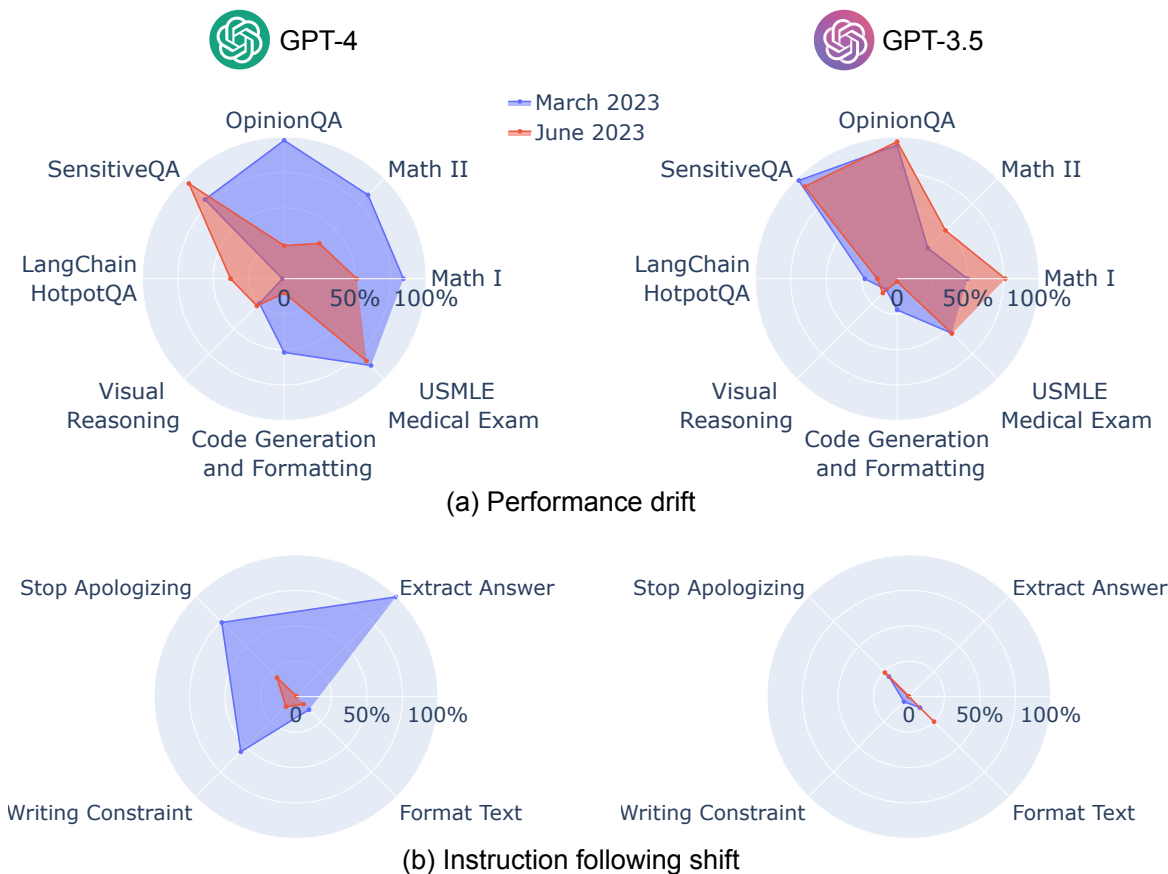 GPT-4
GPT-3.5
March 2023
June 2023
OpinionQA
SensitiveQA
Math II
LangChain
HotpotQA
Math I
0
50%
100%
Visual
Reasoning
USMLE
Medical Exam
Code Generation
and Formatting
OpinionQA
SensitiveQA
Math II
LangChain
HotpotQA
Math I
0
50%
100%
Visual
Reasoning
USMLE
Medical Exam
Code Generation
and Formatting
(a) Performance drift
Stop Apologizing
Extract Answer
0
50%
100%
Writing Constraint
Format Text
Stop Apologizing
Extract Answer
0
50%
100%
Writing Constraint
Format Text
(b) Instruction following shift